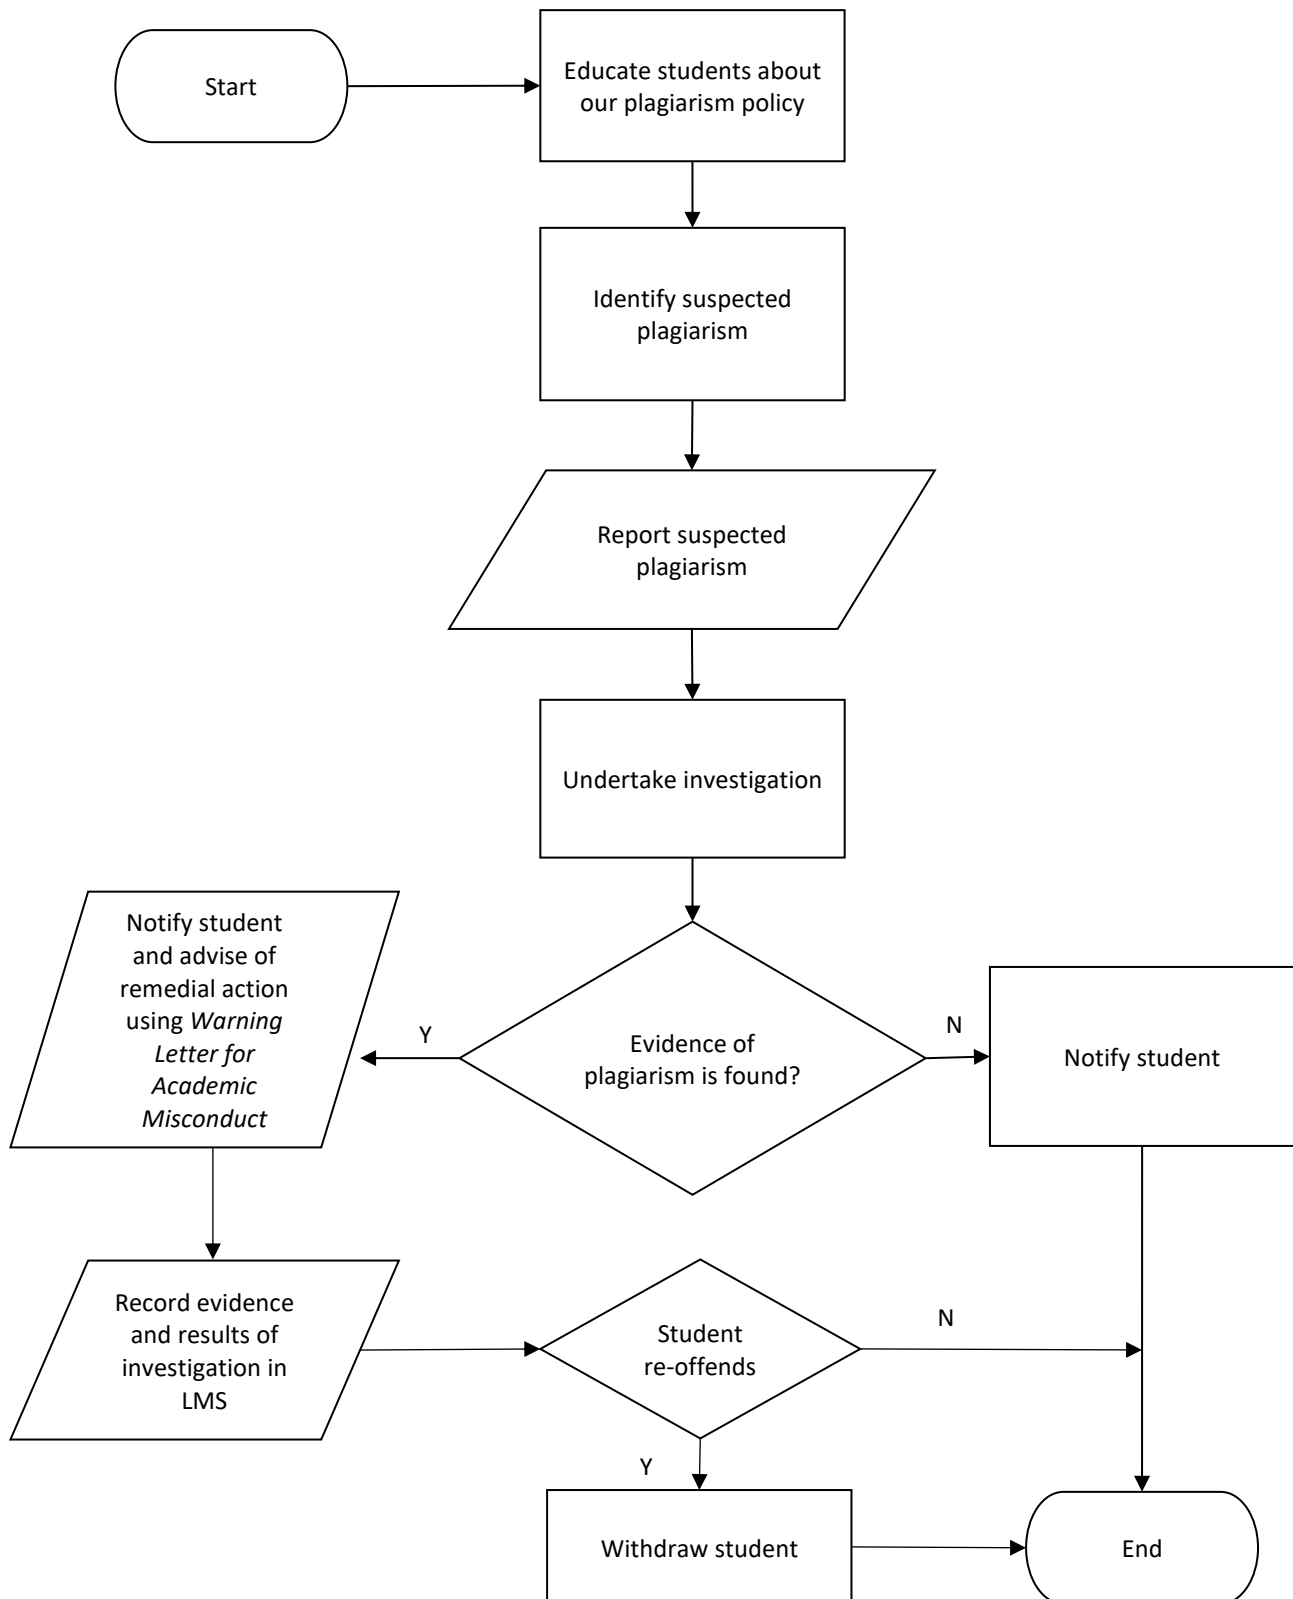 Start
Educate students about
our plagiarism policy
Identify suspected
plagiarism
Report suspected
plagiarism
Undertake investigation
Evidence of
plagiarism is found?
Y
N
Notify student
and advise of
remedial action
using Warning
Letter for
Academic
Misconduct
Notify student
Record evidence
and results of
investigation in
LMS
Student
re-offends
N
Y
Withdraw student
End